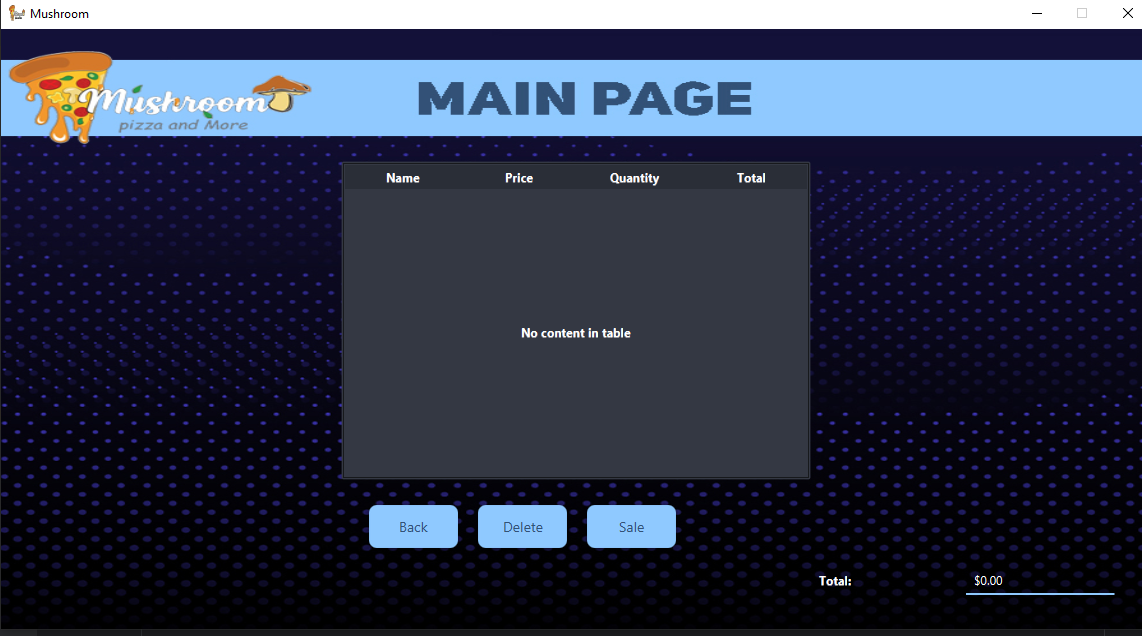 Mushroom
Mushroom
pizza and More
MAIN PAGE
Name Price Quantity Total
No content in table
Back Delete Sale
Total: $0.00